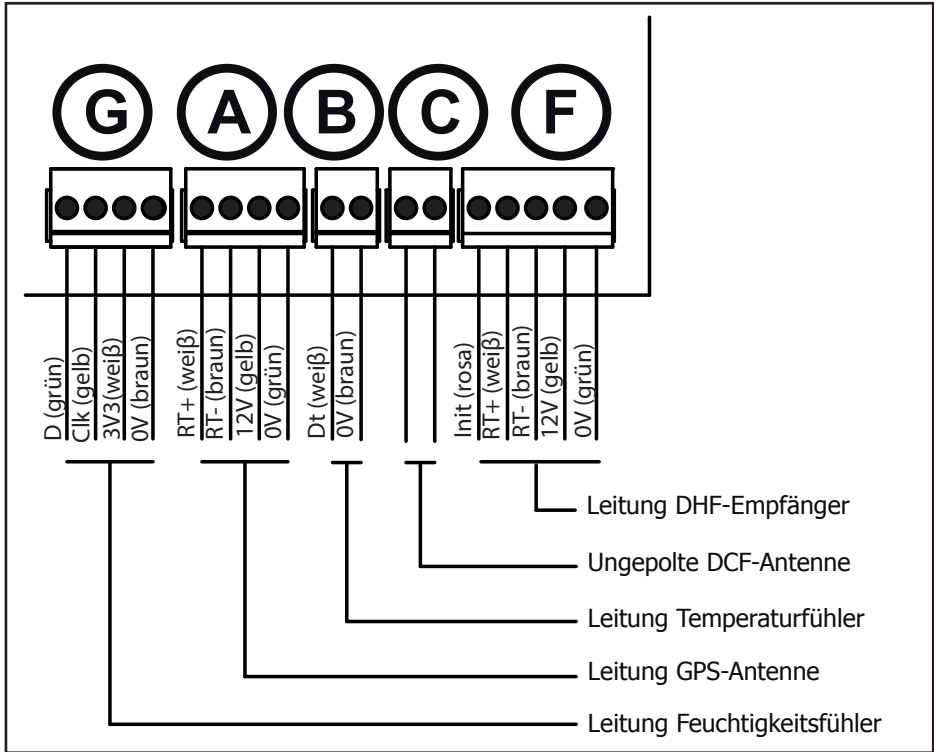 G
A
B
C
F
D (grün)
Clk (gelb)
3V3(weiß)
0V (braun)
RT+ (weiß)
RT- (braun)
12V (gelb)
0V (grün)
Dt (weiß)
0V (braun)
Init (rosa)
RT+ (weiß)
RT- (braun)
12V (gelb)
0V (grün)
Leitung DHF-Empfänger
Ungepolte DCF-Antenne
Leitung Temperaturfühler
Leitung GPS-Antenne
Leitung Feuchtigkeitsfühler